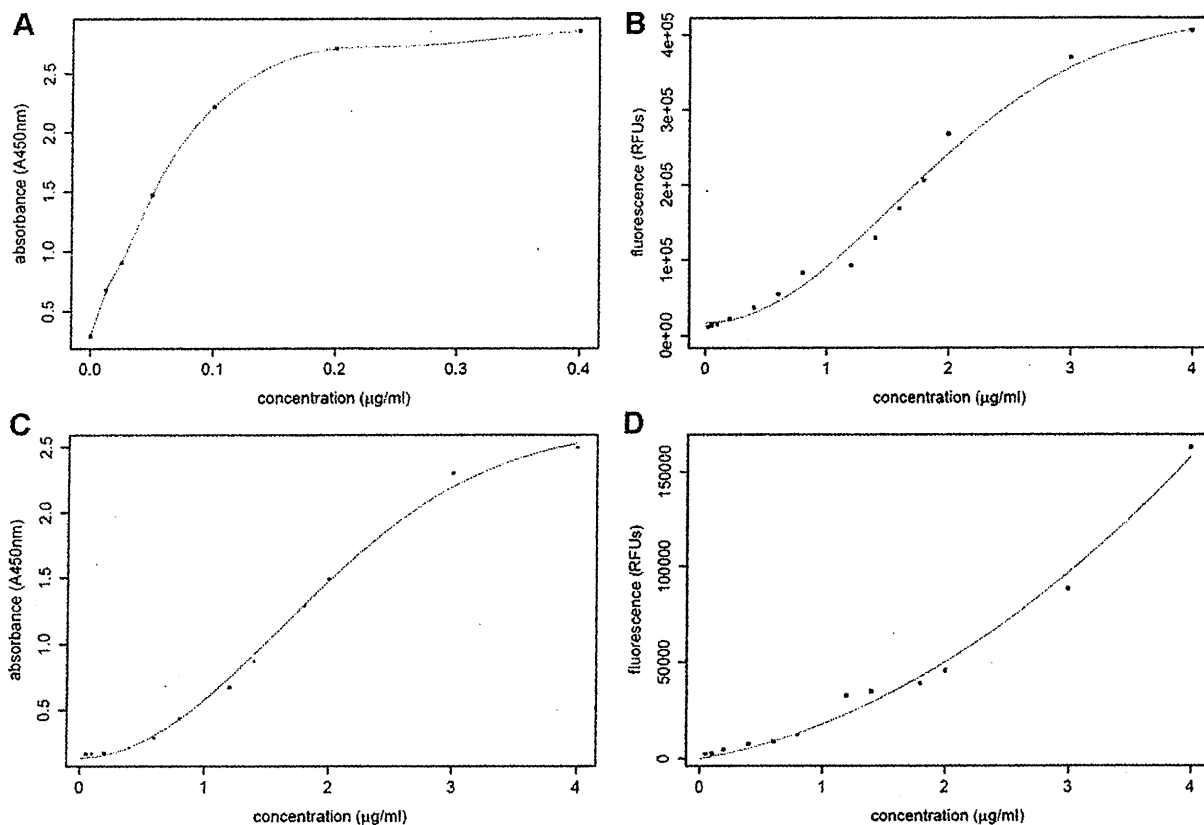 A
absorbance (A450nm)
2.5
2.0
1.5
1.0
0.5
0.0 0.1 0.2 0.3 0.4
concentration (µg/ml)
B
fluorescence (RFUs)
4e+05
3e+05
2e+05
1e+05
0e+00
0 1 2 3 4
concentration (µg/ml)
C
absorbance (A450nm)
2.5
2.0
1.5
1.0
0.5
0 1 2 3 4
concentration (µg/ml)
D
fluorescence (RFUs)
150000
100000
50000
0
0 1 2 3 4
concentration (µg/ml)